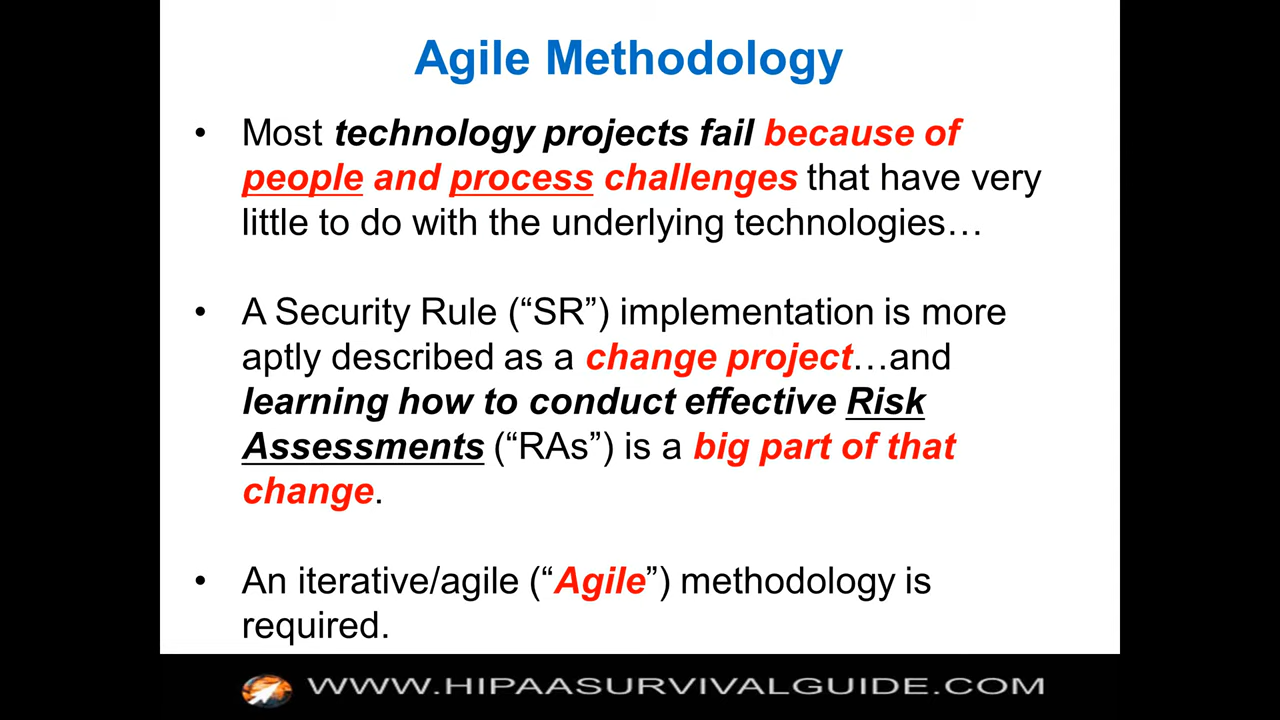 Agile Methodology
• Most technology projects fail because of
people and process challenges that have very
little to do with the underlying technologies…
• A Security Rule (“SR”) implementation is more
aptly described as a change project…and
learning how to conduct effective Risk
Assessments (“RAs”) is a big part of that
change.
• An iterative/agile (“Agile”) methodology is
required.
WWW.HIPAASURVIVALGUIDE.COM